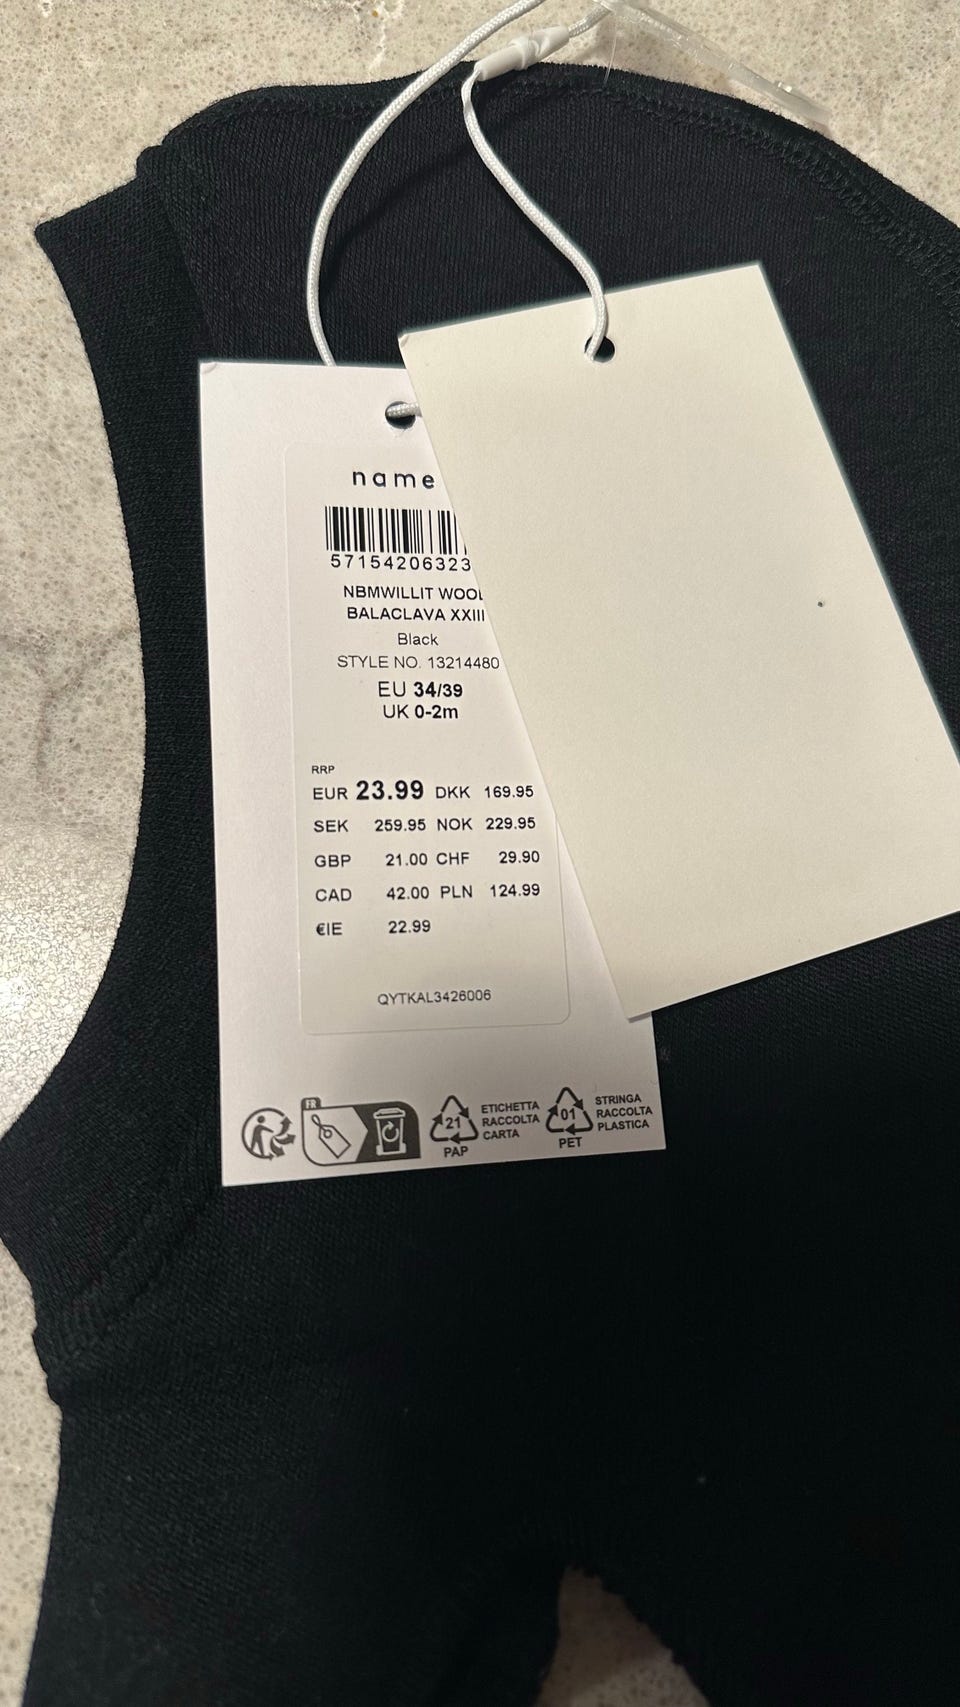 name
57154206323
NBMWILLIT WOOL
BALACLAVA XXIII
Black
STYLE NO. 13214480
EU 34/39
UK 0-2m
RRP
EUR 23.99 DKK 169.95
SEK 259.95 NOK 229.95
GBP 21.00 CHF 29.90
CAD 42.00 PLN 124.99
€IE 22.99
QYTKAL3426006
FR
21
PAP
ETICHETTA
RACCOLTA
CARTA
01
PET
STRINGA
RACCOLTA
PLASTICA